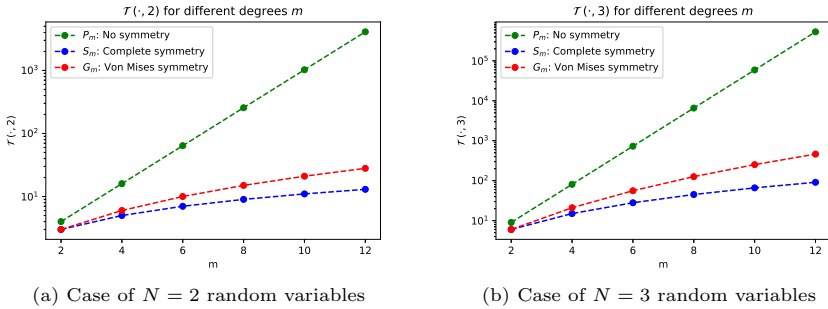 𝒯(·, 2) for different degrees m
P_m: No symmetry
S_m: Complete symmetry
G_m: Von Mises symmetry
𝒯(·, 2)
10^3
10^2
10^1
2 4 6 8 10 12
m
(a) Case of N = 2 random variables
𝒯(·, 3) for different degrees m
P_m: No symmetry
S_m: Complete symmetry
G_m: Von Mises symmetry
𝒯(·, 3)
10^5
10^4
10^3
10^2
10^1
2 4 6 8 10 12
m
(b) Case of N = 3 random variables